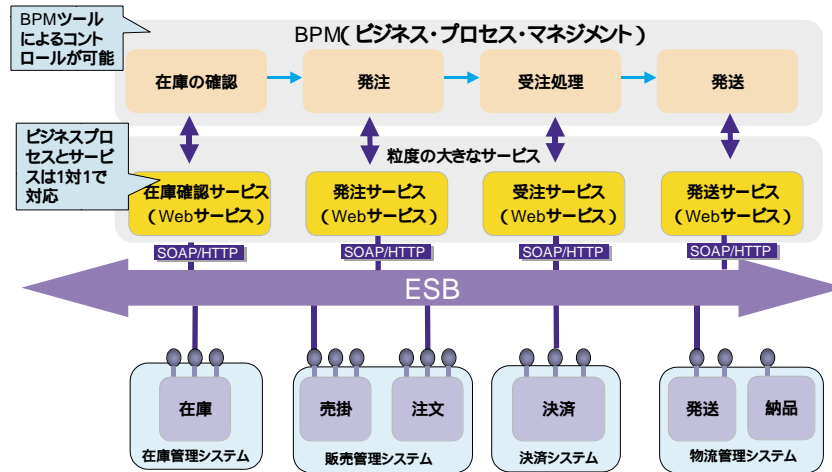 BPMツール
によるコント
ロールが可能
BPM(ビジネス・プロセス・マネジメント)
在庫の確認
発注
受注処理
発送
ビジネスプロ
セスとサービ
スは1対1で
対応
粒度の大きなサービス
在庫確認サービス
(Webサービス)
発注サービス
(Webサービス)
受注サービス
(Webサービス)
発送サービス
(Webサービス)
SOAP/HTTP
SOAP/HTTP
SOAP/HTTP
SOAP/HTTP
ESB
在庫
売掛
注文
決済
発送
納品
在庫管理システム
販売管理システム
決済システム
物流管理システム